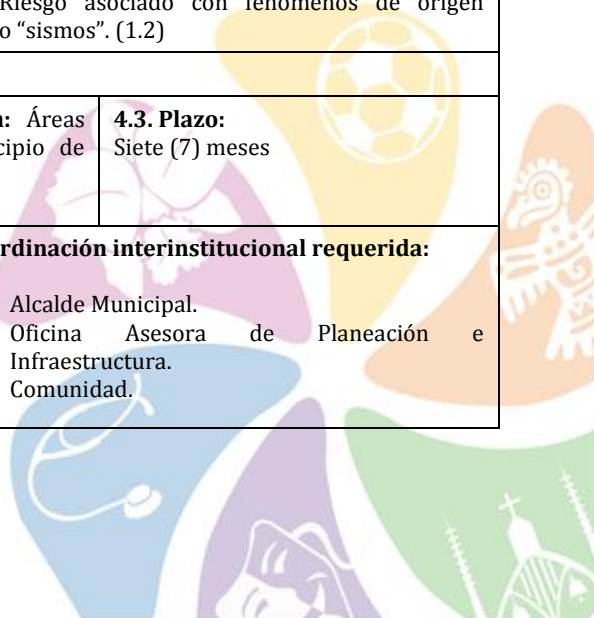 Riesgo asociado con fenómenos de origen
o “sismos”. (1.2)
n: Áreas
cipio de
4.3. Plazo:
Siete (7) meses
rdinación interinstitucional requerida:
Alcalde Municipal.
Oficina Asesora de Planeación e
Infraestructura.
Comunidad.